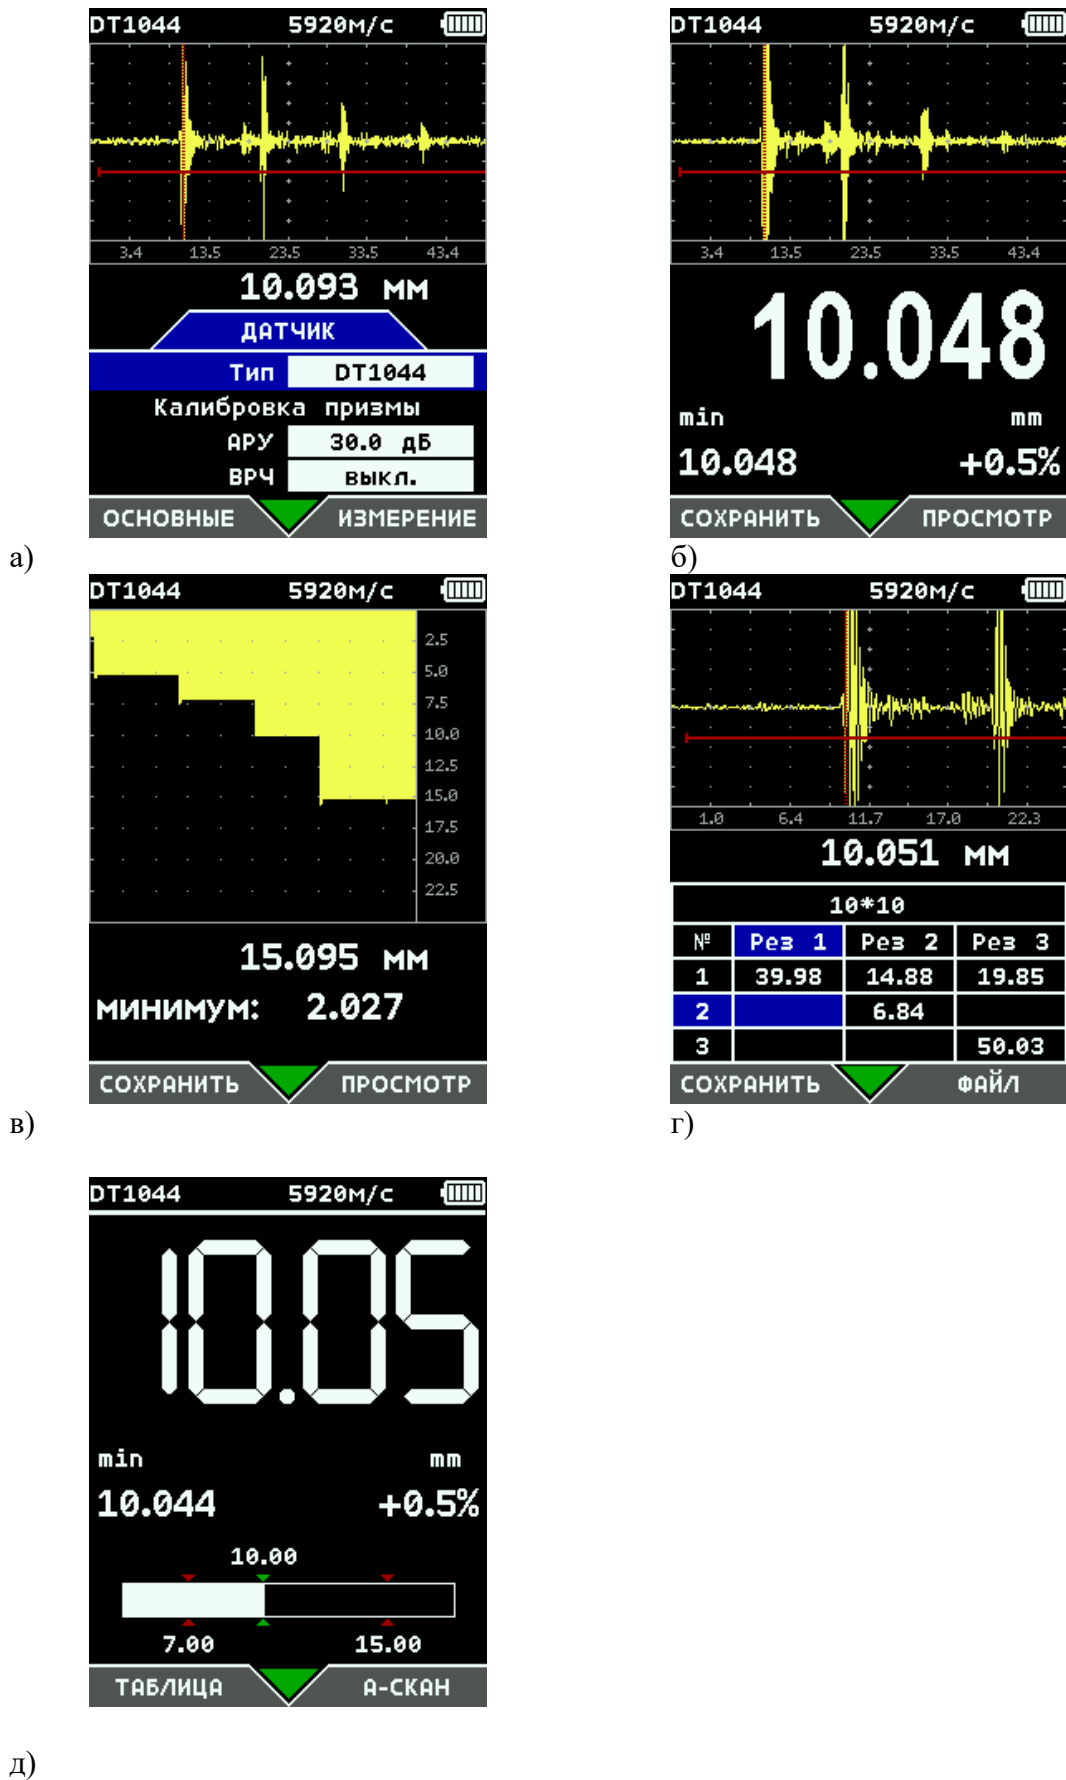 DT1044 5920м/с
3.4 13.5 23.5 33.5 43.4
10.093 мм
ДАТЧИК
Тип DT1044
Калибровка призмы
АРУ 30.0 дБ
ВРЧ выкл.
ОСНОВНЫЕ ИЗМЕРЕНИЕ
а)
DT1044 5920м/с
3.4 13.5 23.5 33.5 43.4
10.048
min mm
10.048 +0.5%
СОХРАНИТЬ ПРОСМОТР
б)
DT1044 5920м/с
2.5
5.0
7.5
10.0
12.5
15.0
17.5
20.0
22.5
15.095 мм
минимум: 2.027
СОХРАНИТЬ ПРОСМОТР
в)
DT1044 5920м/с
1.0 6.4 11.7 17.0 22.3
10.051 мм
10*10
№ Рез 1 Рез 2 Рез 3
1 39.98 14.88 19.85
2 6.84
3 50.03
СОХРАНИТЬ ФАЙЛ
г)
DT1044 5920м/с
10.05
min mm
10.044 +0.5%
10.00
7.00 15.00
ТАБЛИЦА А-СКАН
д)